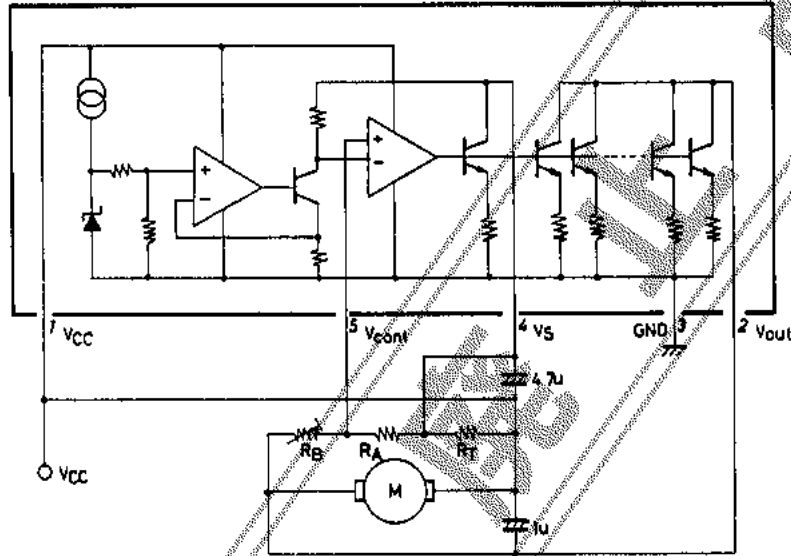 +
-
+
-
1 VCC
5 Vcont
4 VS
GND 3
2 Vout
4.7u
RB
RA
RT
VCC
M
1u